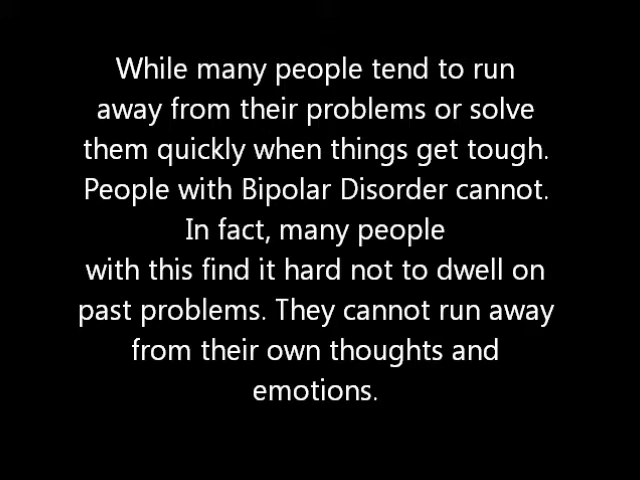 While many people tend to run
away from their problems or solve
them quickly when things get tough.
People with Bipolar Disorder cannot.
In fact, many people
with this find it hard not to dwell on
past problems. They cannot run away
from their own thoughts and
emotions.